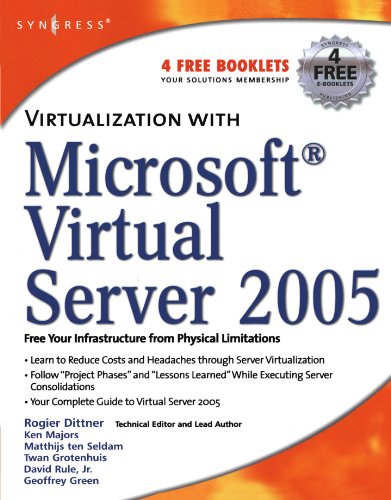 SYNGRESS®
4 FREE BOOKLETS
YOUR SOLUTIONS MEMBERSHIP
SYNGRESS
4
FREE
E-BOOKLETS
PUBLISHING
VIRTUALIZATION WITH
Microsoft®
Virtual
Server 2005
Free Your Infrastructure from Physical Limitations
• Learn to Reduce Costs and Headaches through Server Virtualization
• Follow “Project Phases” and “Lessons Learned” While Executing Server
Consolidations
• Your Complete Guide to Virtual Server 2005
Rogier Dittner Technical Editor and Lead Author
Ken Majors
Matthijs ten Seldam
Twan Grotenhuis
David Rule, Jr.
Geoffrey Green